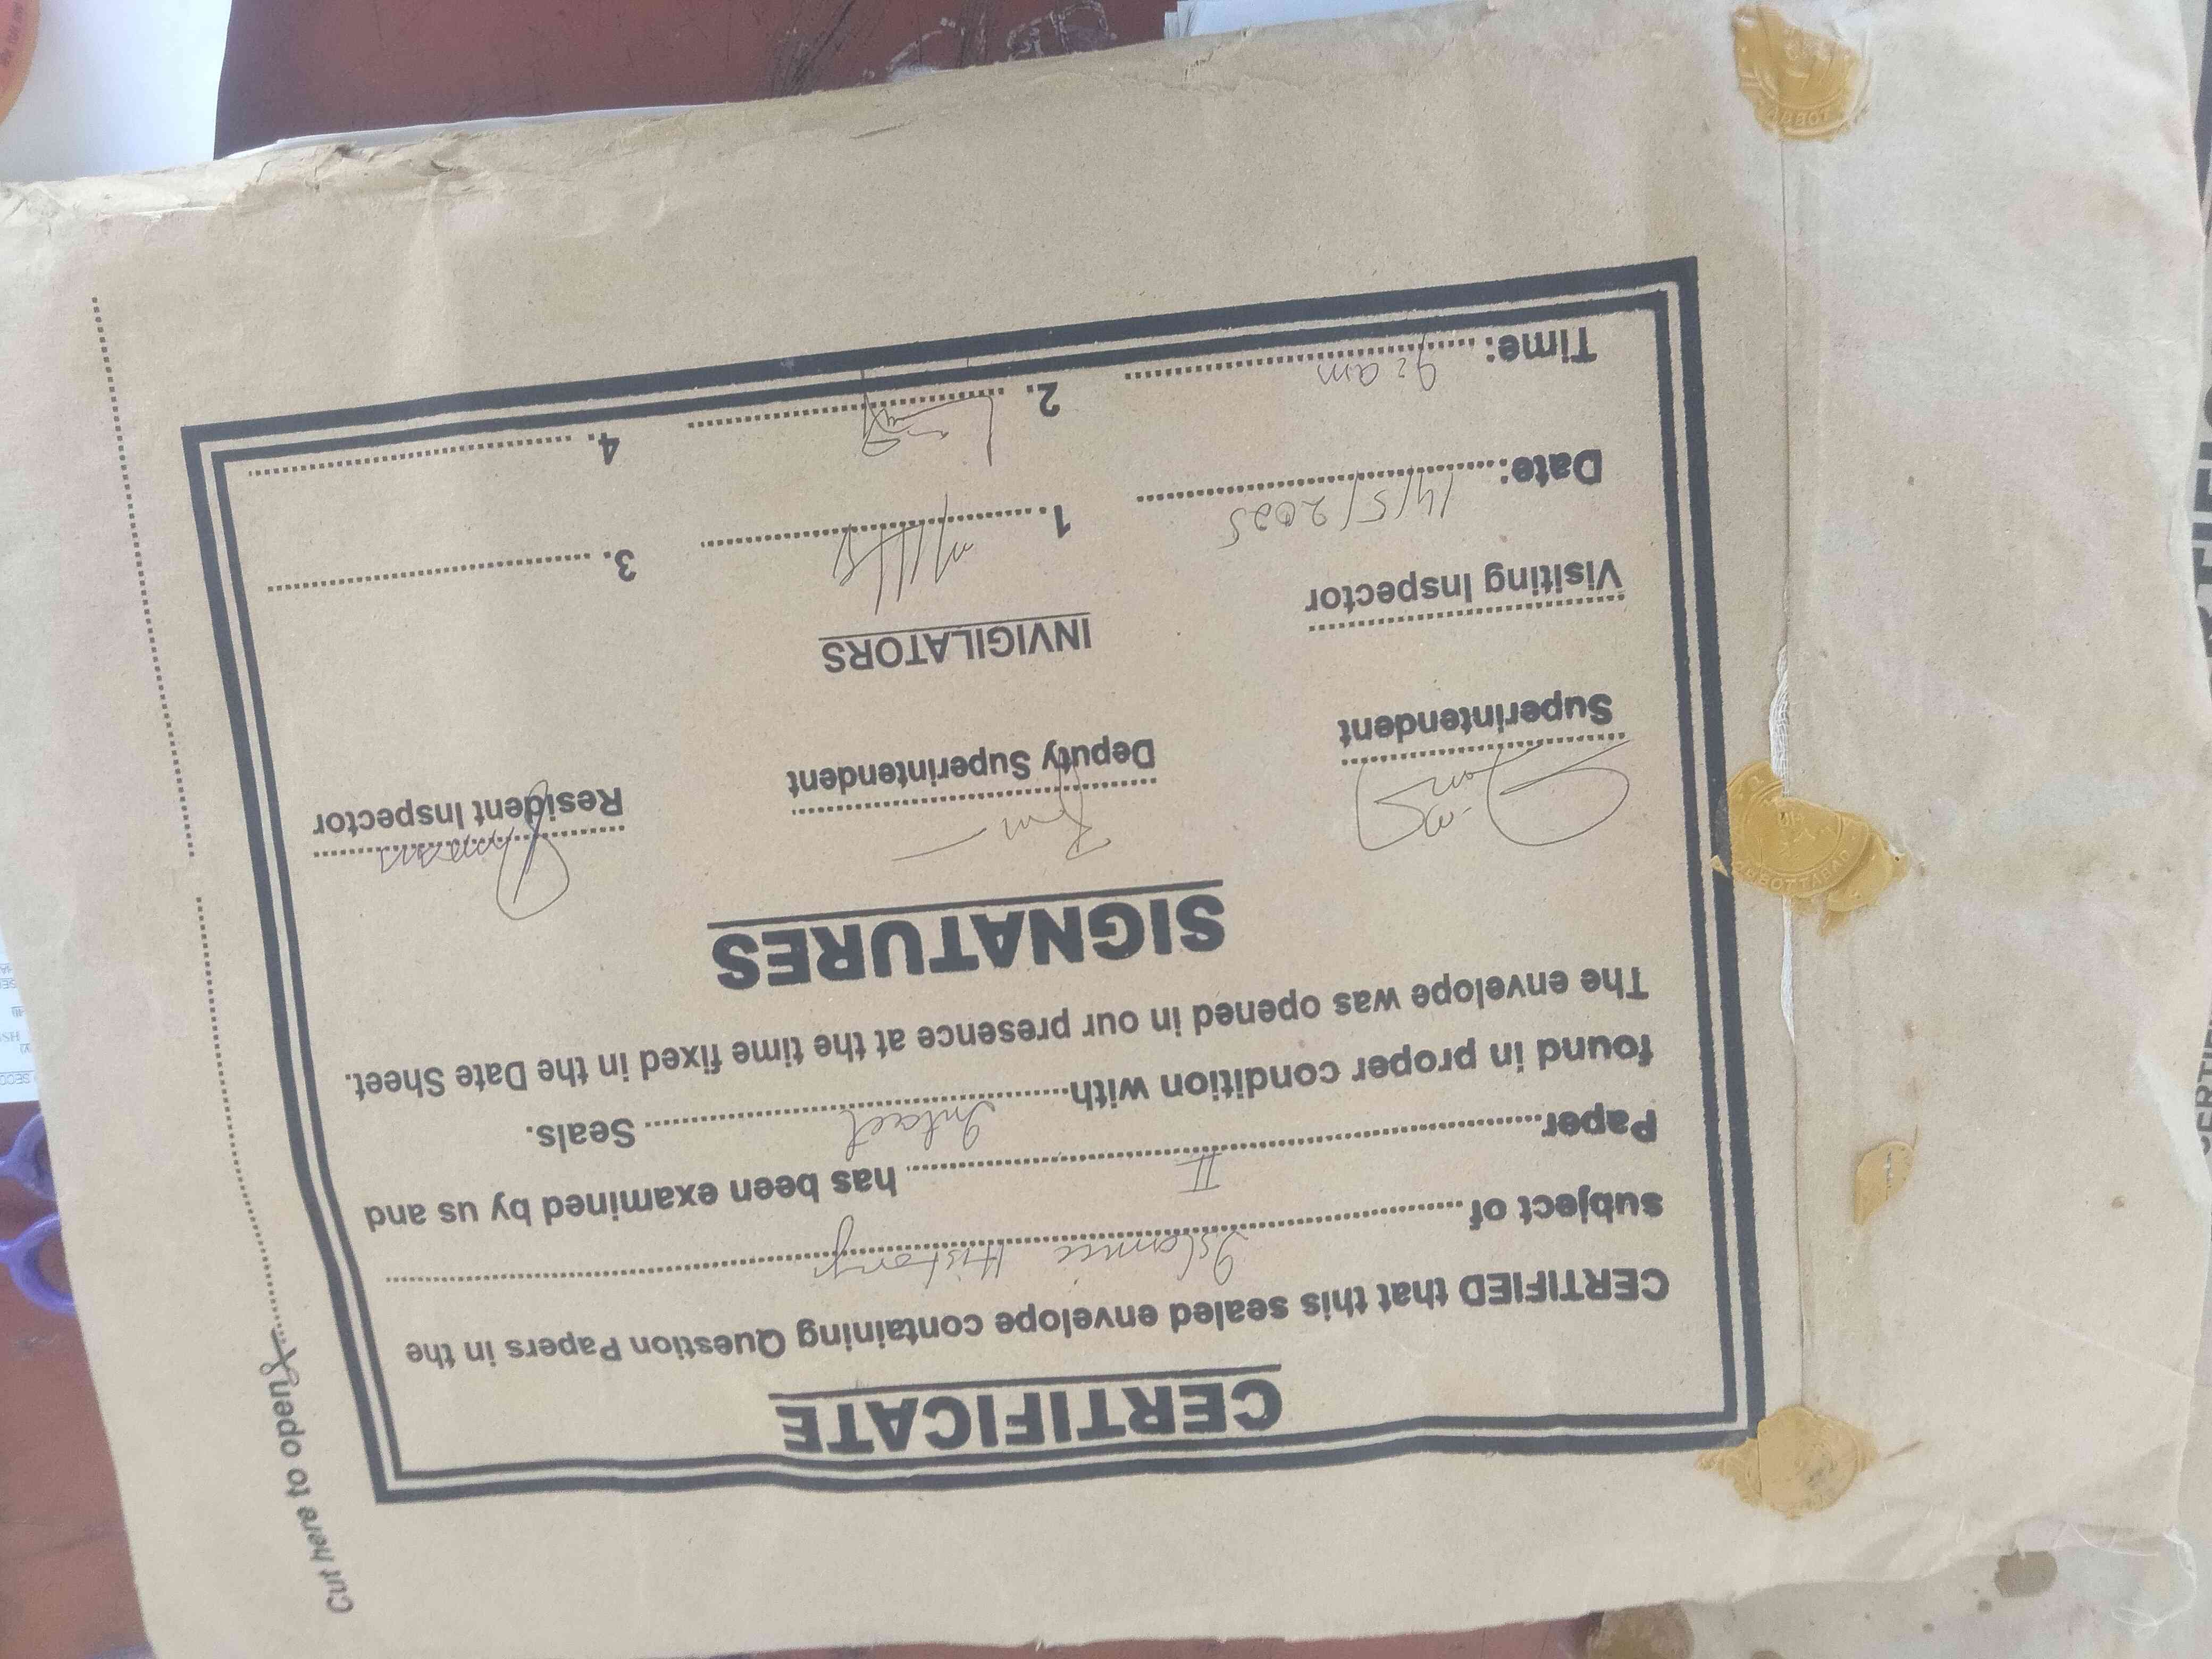 CERTIFICATE
CERTIFIED that this sealed envelope containing Question Papers in the
subject of Islamic History
Paper II has been examined by us and
found in proper condition with Intact Seals.
The envelope was opened in our presence at the time fixed in the Date Sheet.
SIGNATURES
Superintendent Deputy Superintendent Resident Inspector
Visiting Inspector INVIGILATORS
Date: 14/5/2025 1. 3.
Time: 9: am 2. 4.
Cut here to open
ABBOTTABAD